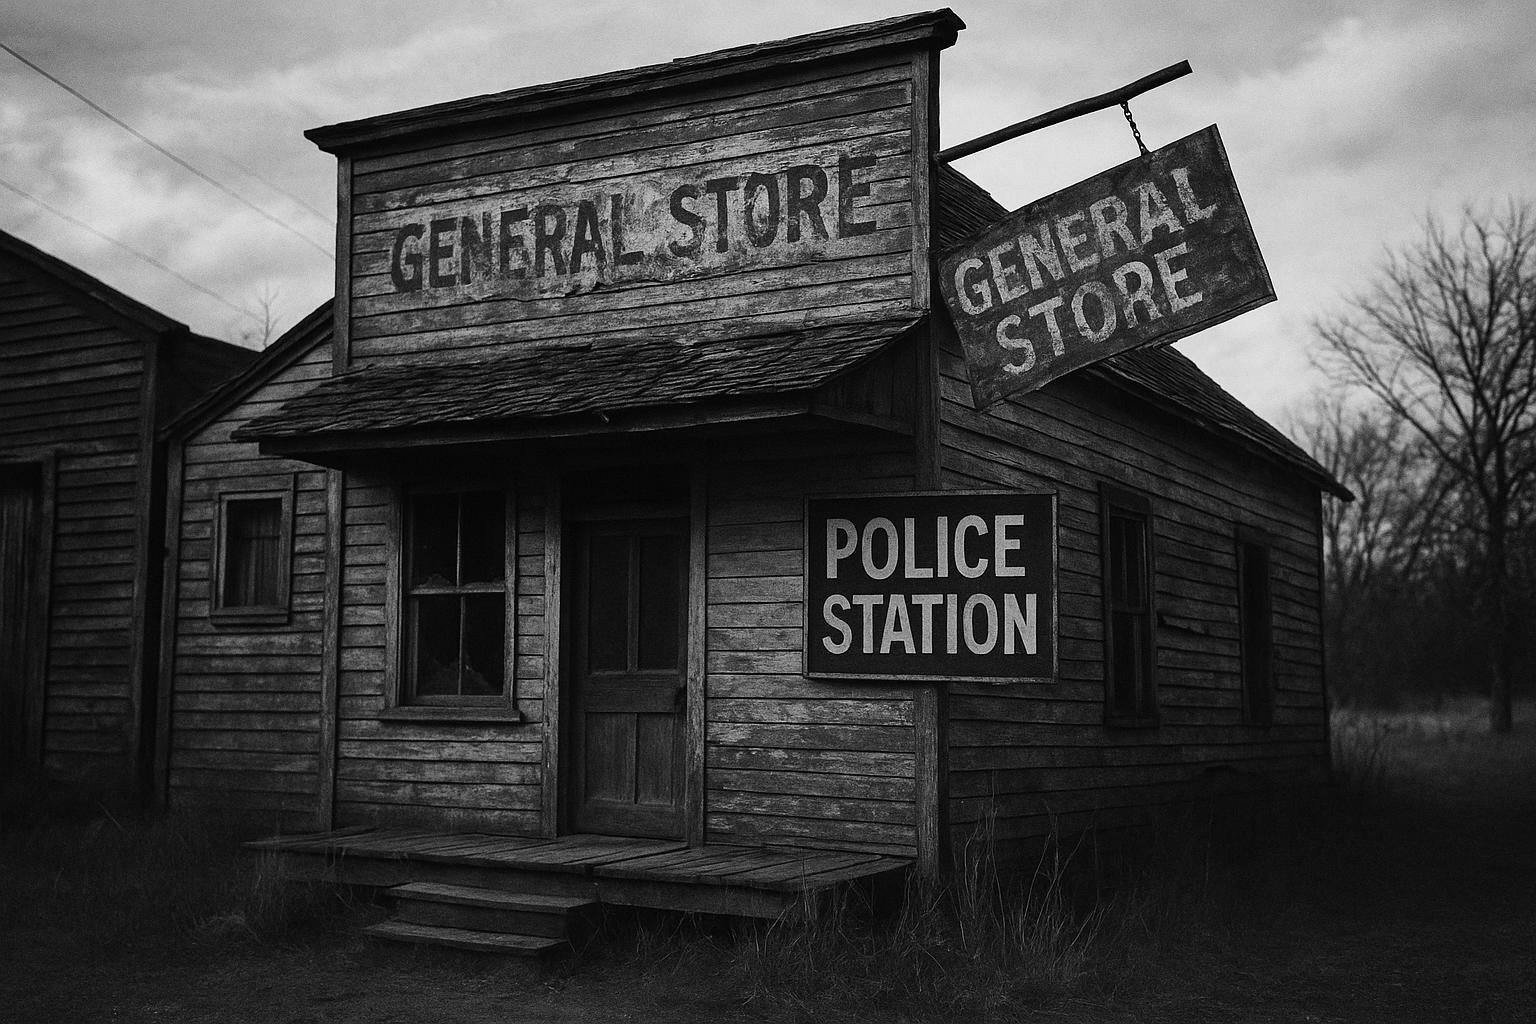 GENERAL STORE
GENERAL
STORE
POLICE
STATION